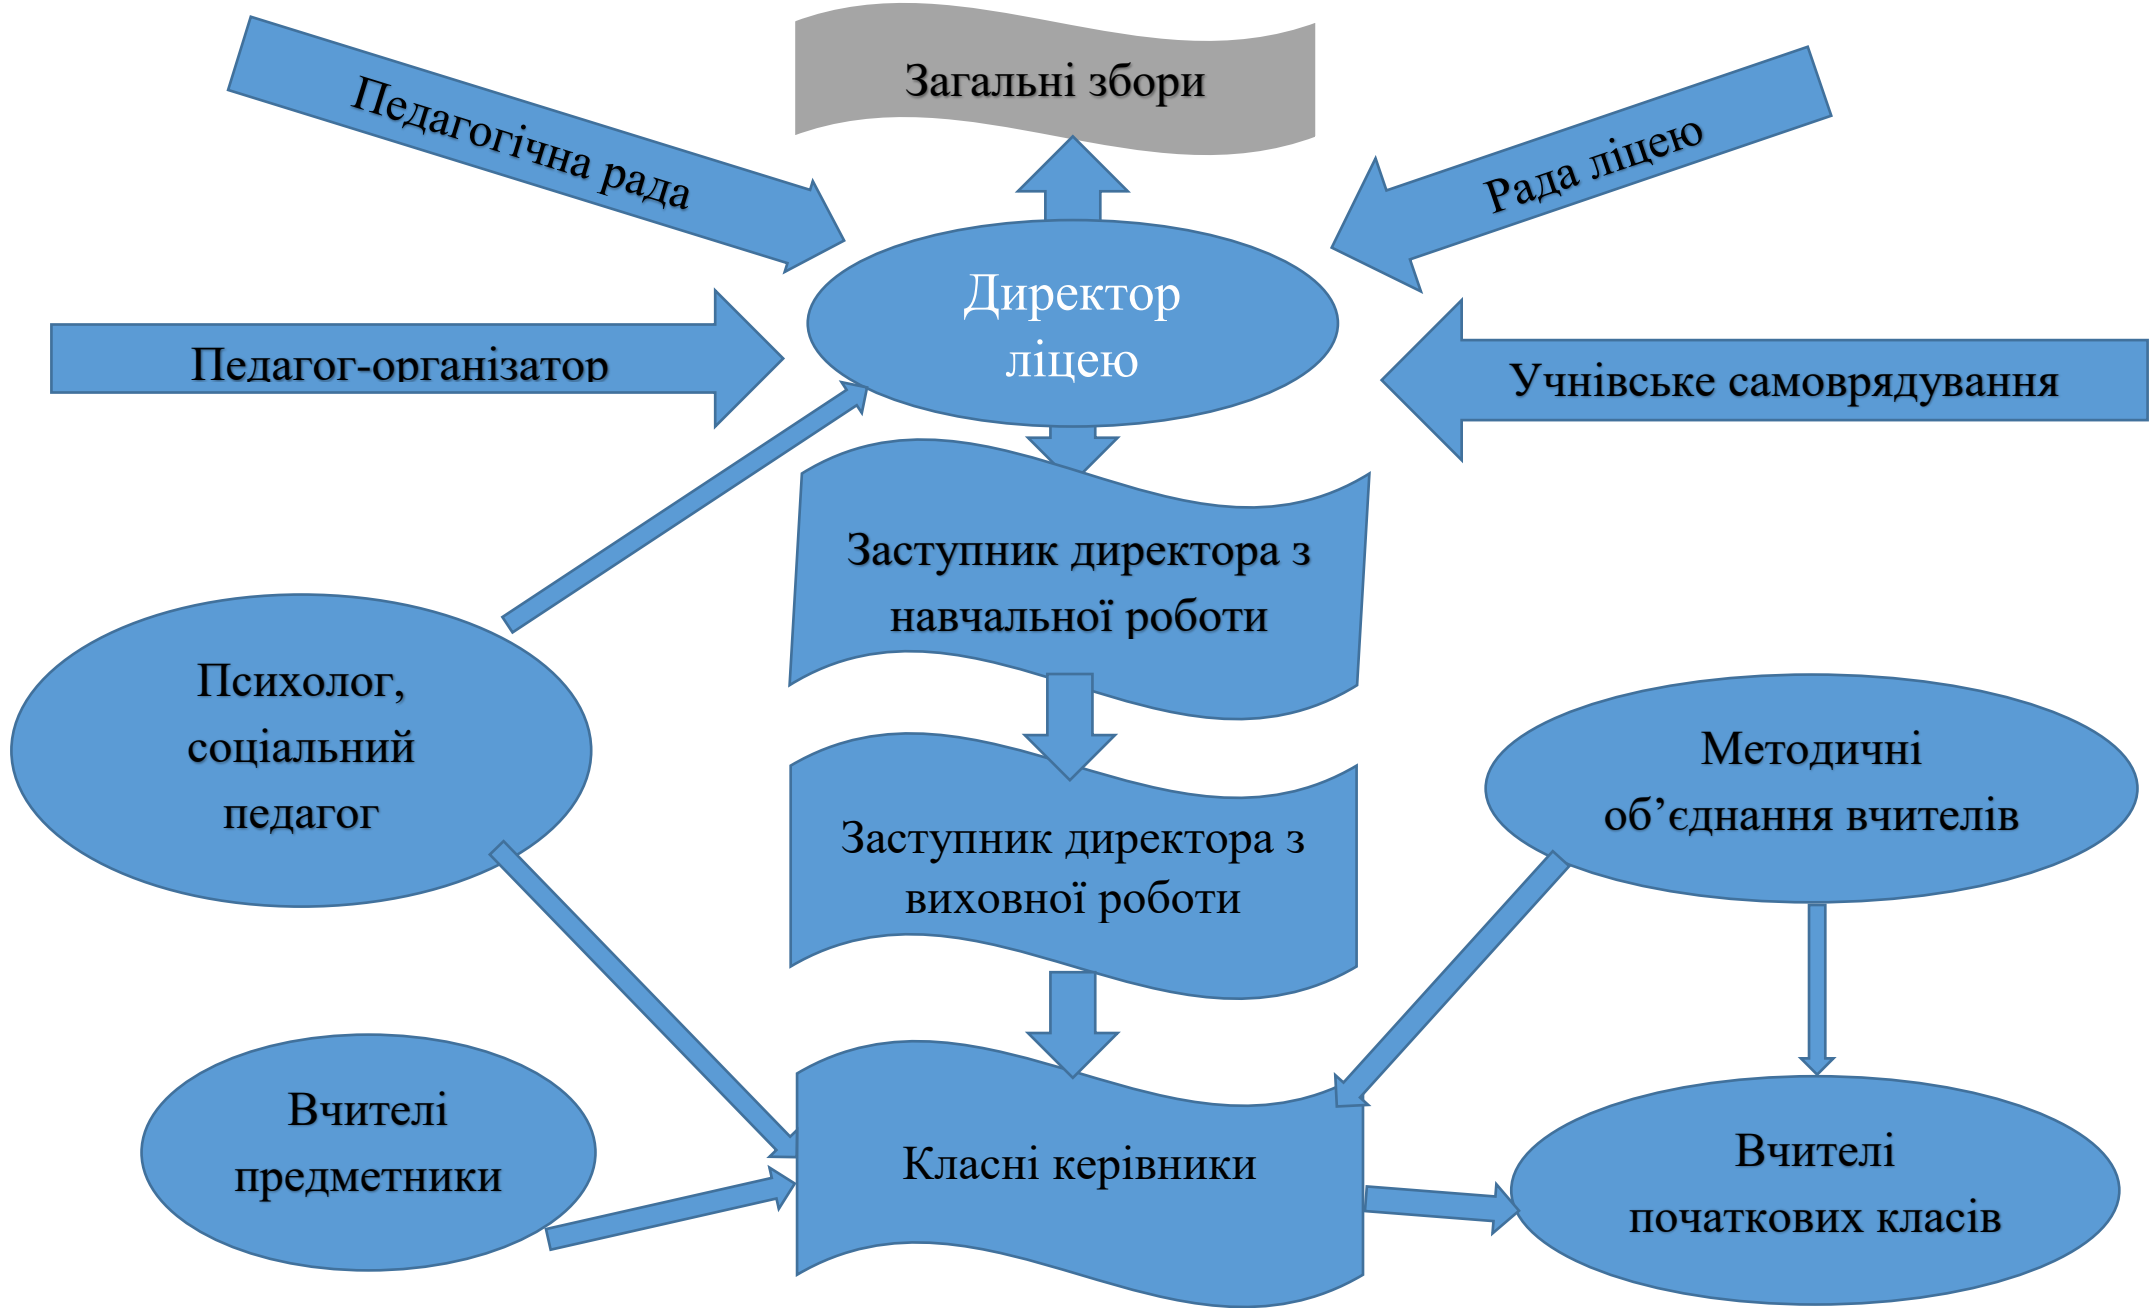 Загальні збори
Педагогічна рада
Рада ліцею
Директор
ліцею
Педагог-організатор
Учнівське самоврядування
Заступник директора з
навчальної роботи
Психолог,
соціальний
педагог
Методичні
об’єднання вчителів
Заступник директора з
виховної роботи
Вчителі
предметники
Класні керівники
Вчителі
початкових класів